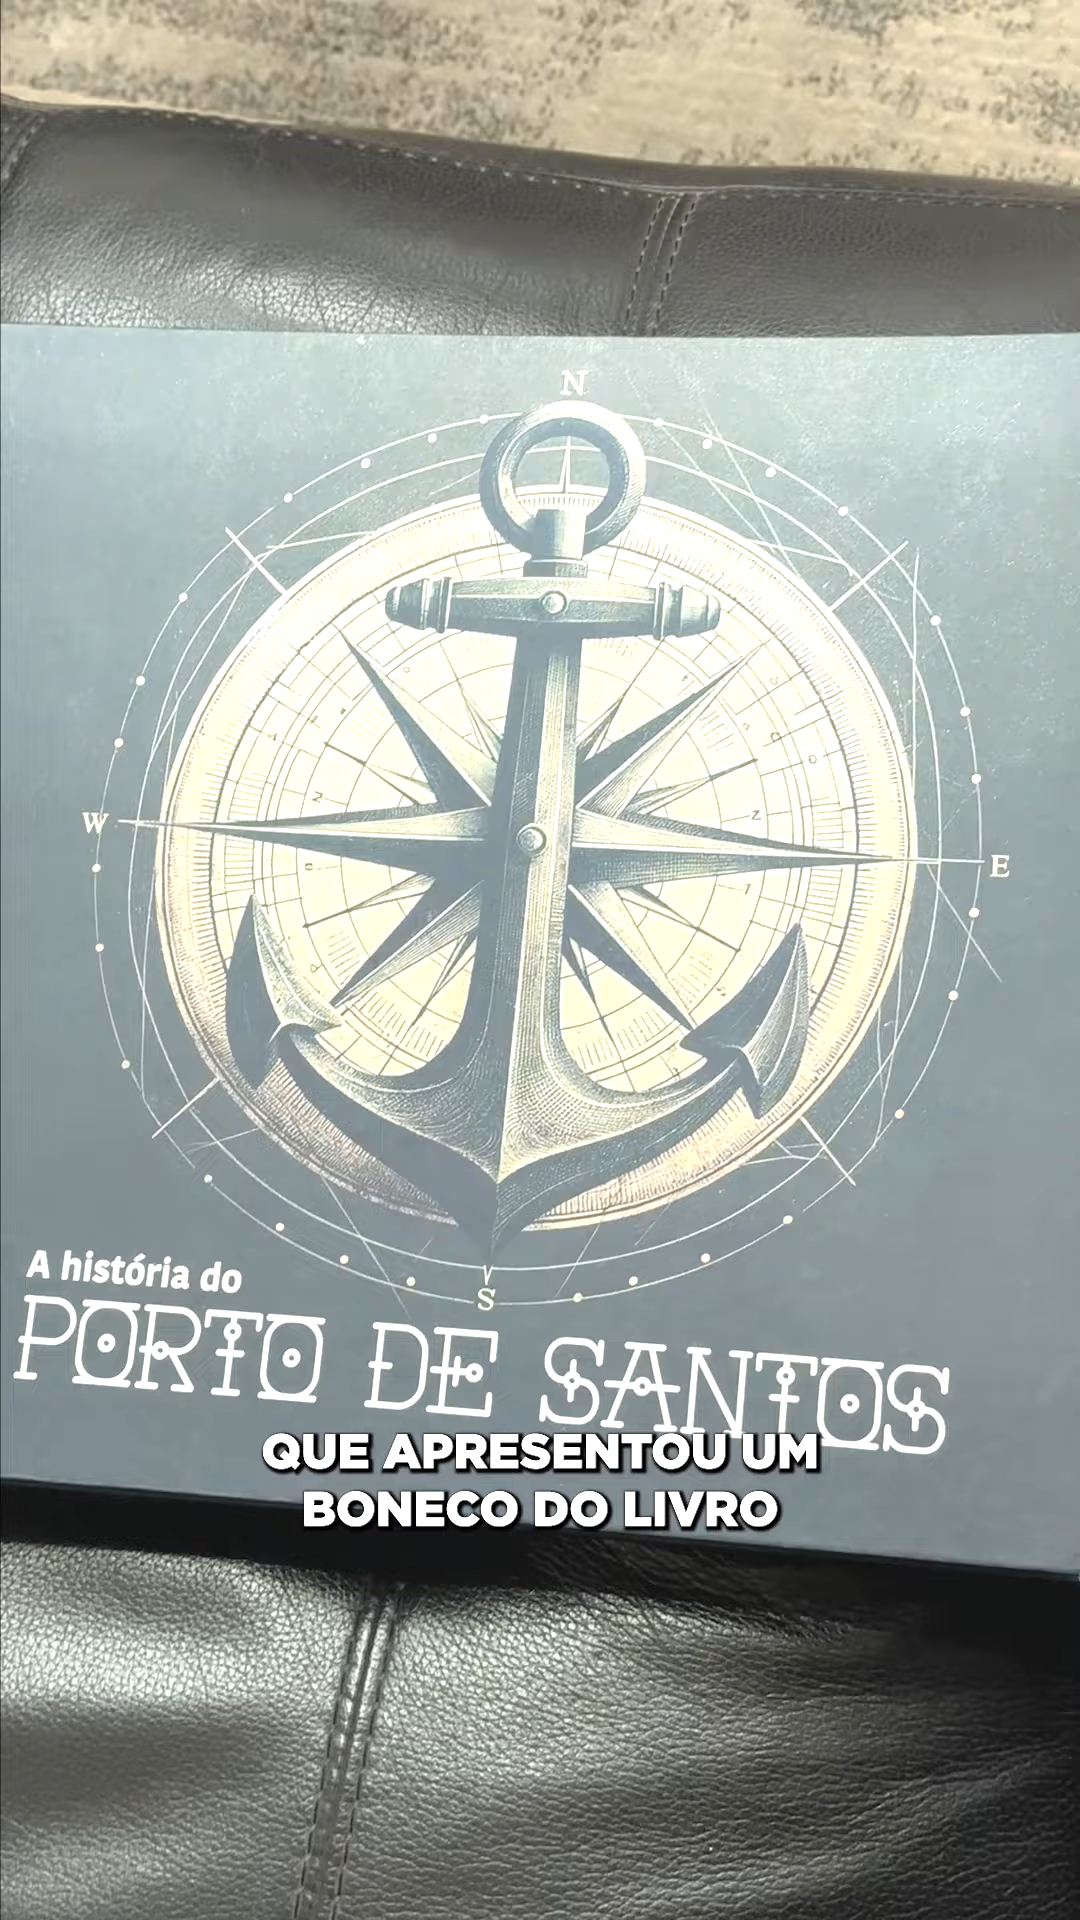 N
W
E
S
A história do
PORTO DE SANTOS
QUE APRESENTOU UM
BONECO DO LIVRO